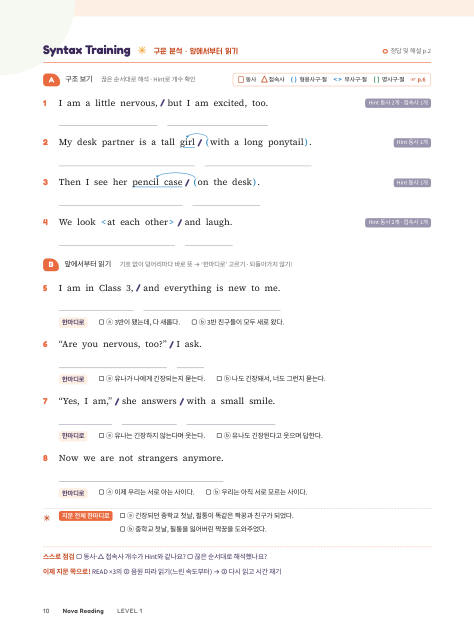 Syntax Training ☀ 구문 분석 · 앞에서부터 읽기
정답 및 해설 p.2
A 구조 보기 끊은 순서대로 해석 · Hint로 개수 확인
□ 동사 △ 접속사 ( ) 형용사구·절 < > 부사구·절 { } 명사구·절 ☞ p.6
1 I am a little nervous, / but I am excited, too.
Hint 동사 2개 · 접속사 1개
2 My desk partner is a tall girl / (with a long ponytail).
Hint 동사 1개
3 Then I see her pencil case / (on the desk).
Hint 동사 1개
4 We look <at each other> / and laugh.
Hint 동사 2개 · 접속사 1개
B 앞에서부터 읽기 기호 없이 덩어리마다 바로 뜻 → ‘한마디로’ 고르기 · 되돌아가지 않기!
5 I am in Class 3, / and everything is new to me.
한마디로 □ ⓐ 3반이 됐는데, 다 새롭다. □ ⓑ 3반 친구들이 모두 새로 왔다.
6 “Are you nervous, too?” / I ask.
한마디로 □ ⓐ 유나가 나에게 긴장되는지 묻는다. □ ⓑ 나도 긴장돼서, 너도 그런지 묻는다.
7 “Yes, I am,” / she answers / with a small smile.
한마디로 □ ⓐ 유나는 긴장하지 않는다며 웃는다. □ ⓑ 유나도 긴장된다고 웃으며 답한다.
8 Now we are not strangers anymore.
한마디로 □ ⓐ 이제 우리는 서로 아는 사이다. □ ⓑ 우리는 아직 서로 모르는 사이다.
✳ 지문 전체 한마디로 □ ⓐ 긴장되던 중학교 첫날, 필통이 똑같은 짝꿍과 친구가 되었다.
□ ⓑ 중학교 첫날, 필통을 잃어버린 짝꿍을 도와주었다.
스스로 점검 □ 동사·△ 접속사 개수가 Hint와 같나요? □ 끊은 순서대로 해석했나요?
이제 지문 쪽으로! READ ×3의 ② 음원 따라 읽기(느린 속도부터) → ③ 다시 읽고 시간 재기
10 Nova Reading LEVEL 1